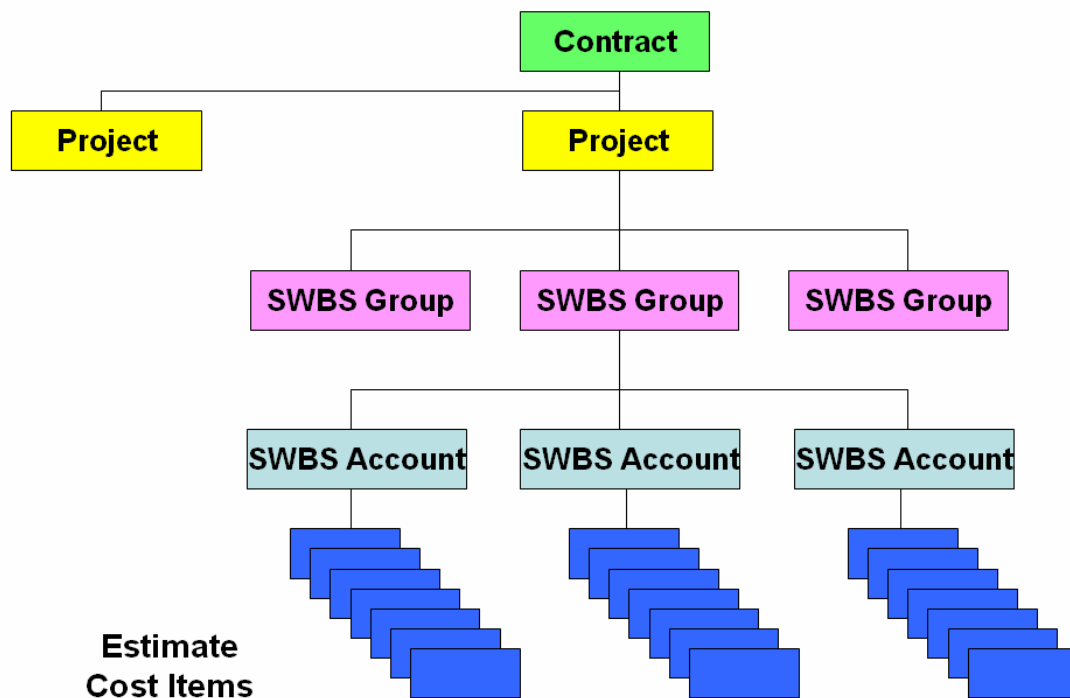 Contract
Project
Project
SWBS Group
SWBS Group
SWBS Group
SWBS Account
SWBS Account
SWBS Account
Estimate
Cost Items